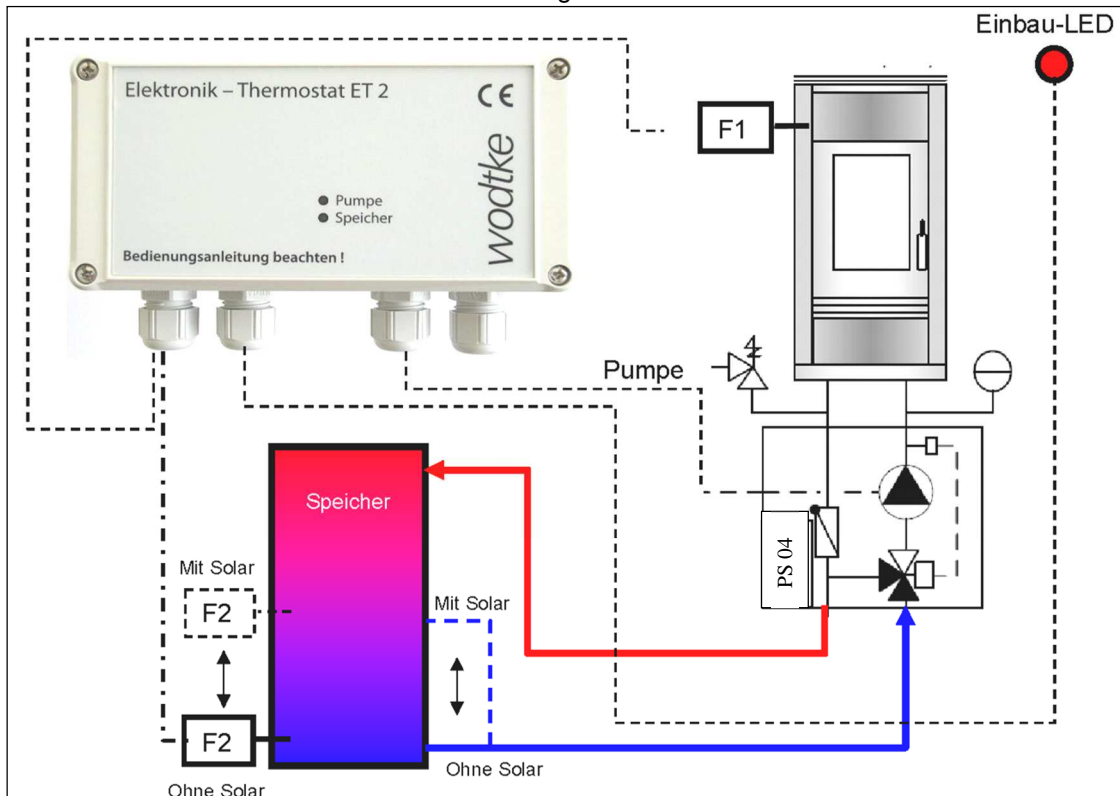 Einbau-LED
Elektronik – Thermostat ET 2
CE
wodtke
Pumpe
Speicher
Bedienungsanleitung beachten !
F1
Pumpe
Speicher
PS 04
Mit Solar
F2
Mit Solar
F2
Ohne Solar
Ohne Solar